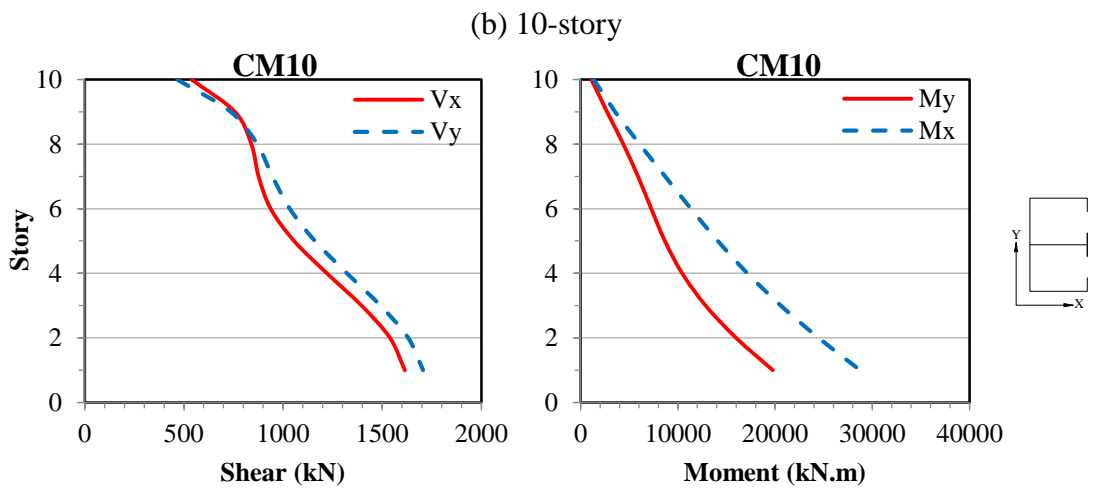 (b) 10-story
CM10
10
8
6
4
2
0
Story
Vx
Vy
0 500 1000 1500 2000
Shear (kN)
CM10
10
8
6
4
2
0
My
Mx
0 10000 20000 30000 40000
Moment (kN.m)
Y
X